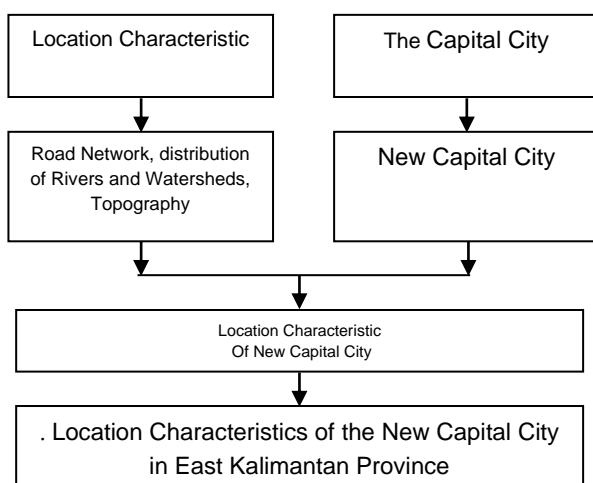 Location Characteristic
The Capital City
Road Network, distribution
of Rivers and Watersheds,
Topography
New Capital City
Location Characteristic
Of New Capital City
. Location Characteristics of the New Capital City
in East Kalimantan Province